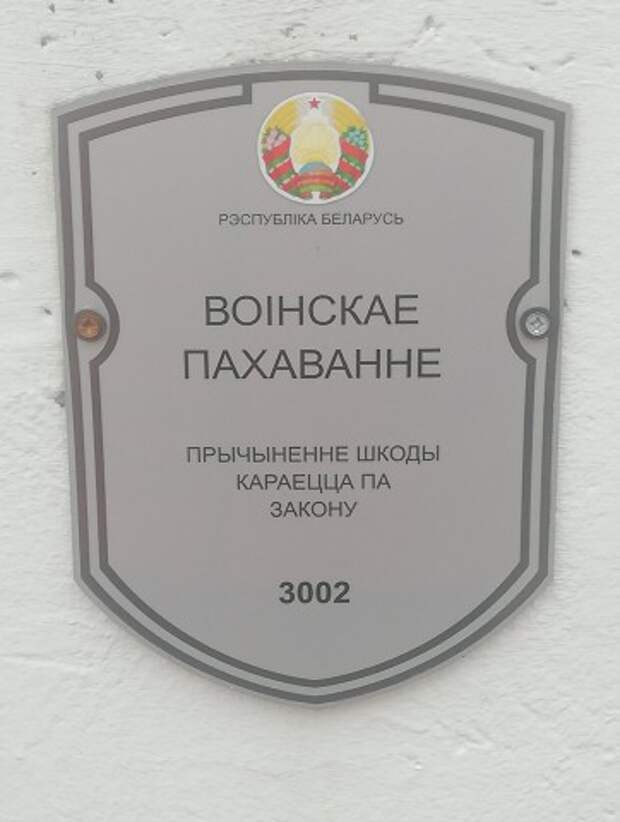 РЭСПУБЛІКА БЕЛАРУСЬ
ВОІНСКАЕ
ПАХАВАННЕ
ПРЫЧЫНЕННЕ ШКОДЫ
КАРАЕЦЦА ПА
ЗАКОНУ
3002